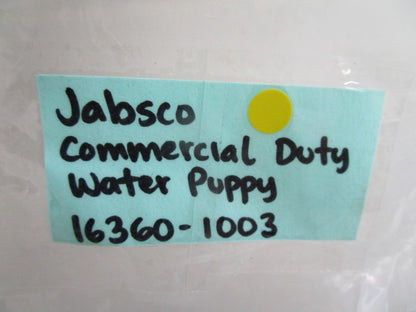 Jabsco
Commercial Duty
Water Puppy
16360-1003